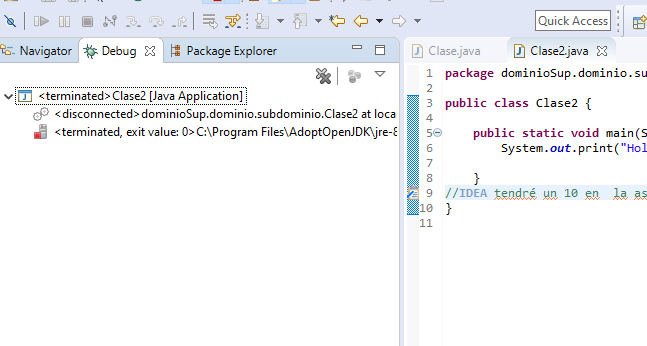 Quick Access
Navigator Debug Package Explorer
Clase.java Clase2.java
<terminated>Clase2 [Java Application]
<disconnected>dominioSup.dominio.subdominio.Clase2 at loca
<terminated, exit value: 0>C:\Program Files\AdoptOpenJDK\jre-8
1 package dominioSup.dominio.su
2
3 public class Clase2 {
4
5 public static void main(S
6 System.out.print("Hol
7
8 }
9 //IDEA tendré un 10 en  la as
10 }
11